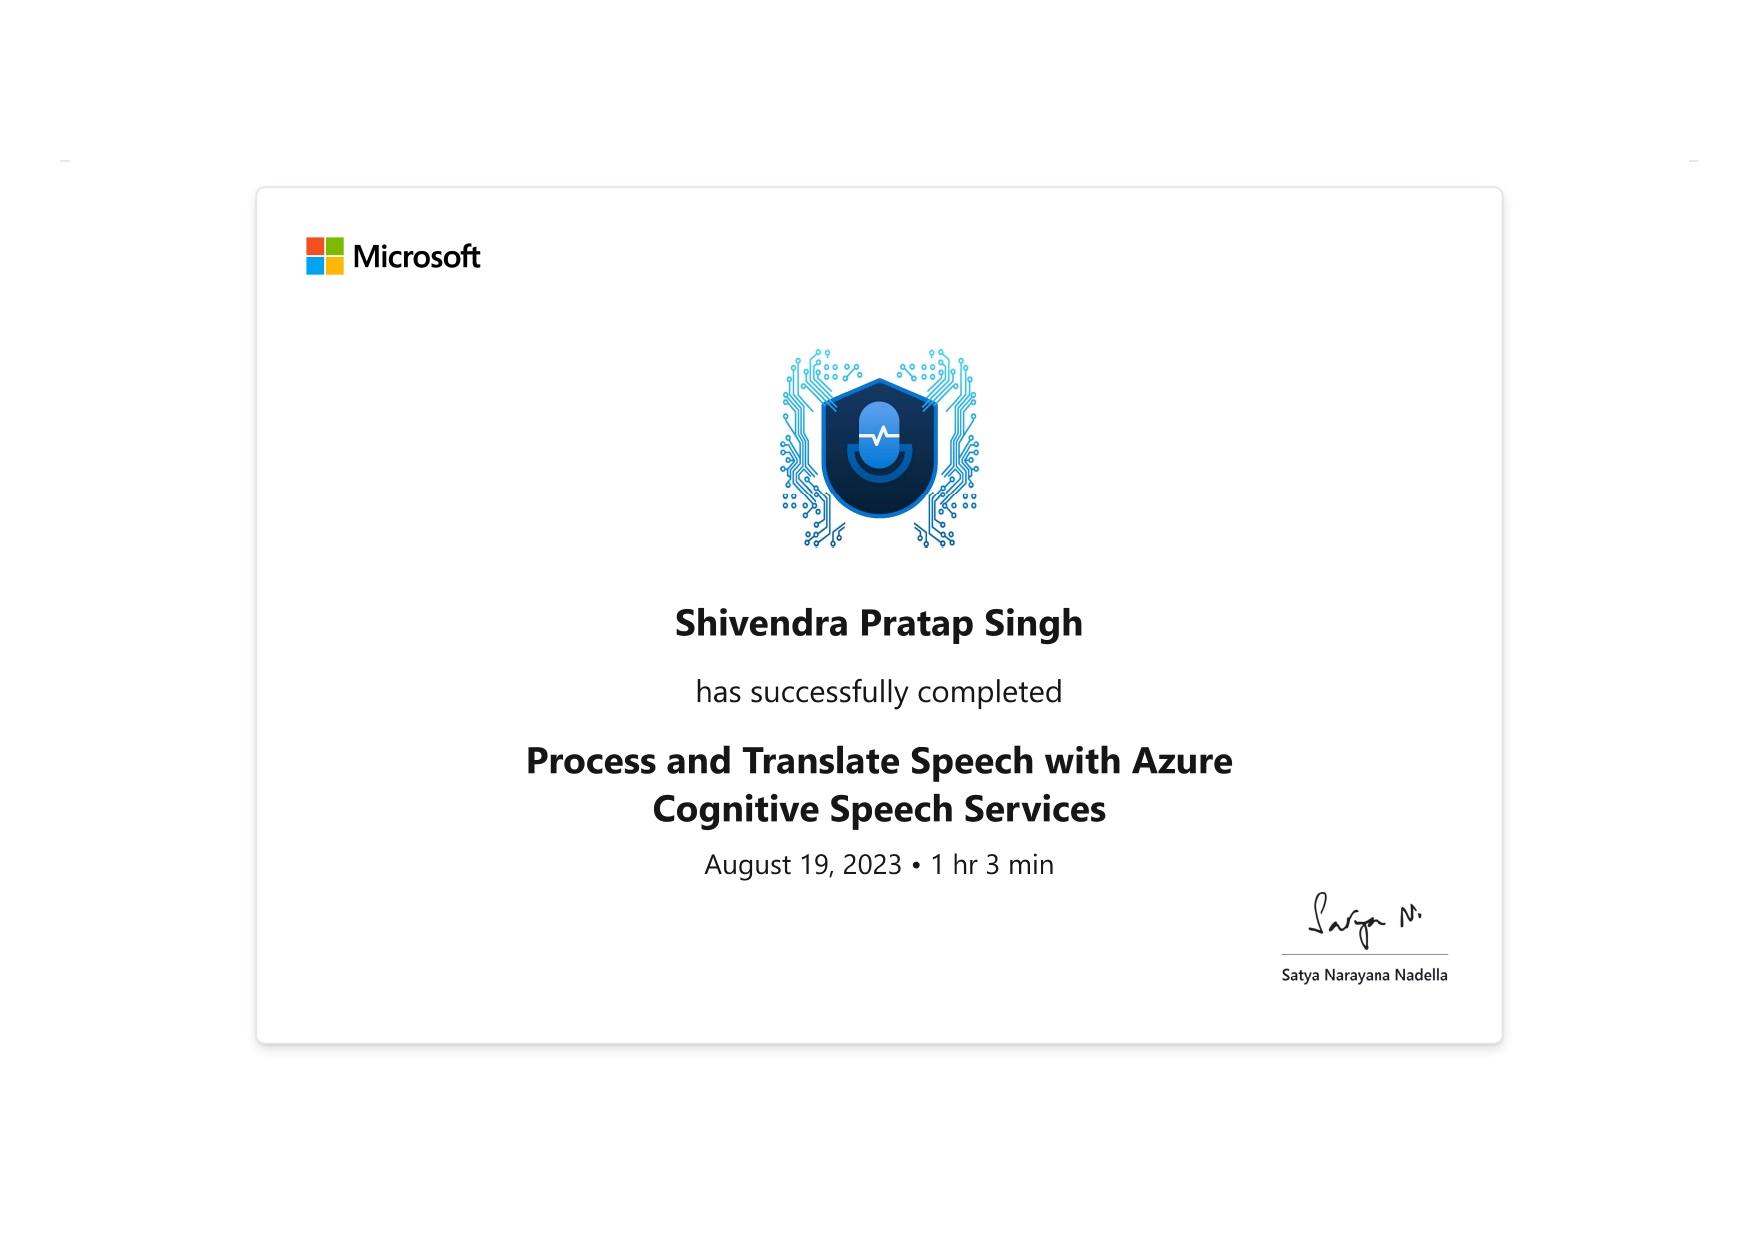 Microsoft
Shivendra Pratap Singh
has successfully completed
Process and Translate Speech with Azure
Cognitive Speech Services
August 19, 2023 • 1 hr 3 min
Satya N.
Satya Narayana Nadella